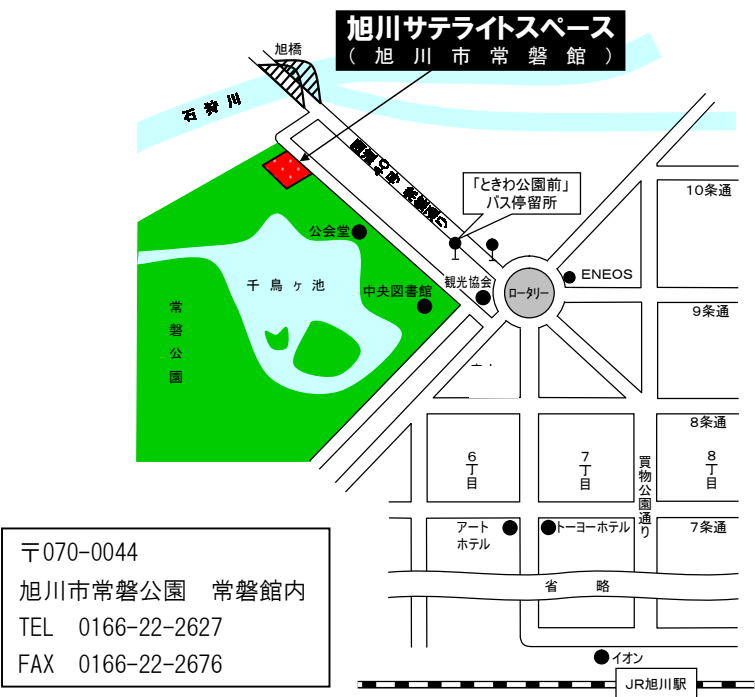 旭川サテライトスペース
(旭川市常磐館)
旭橋
石狩川
「ときわ公園前」
バス停留所
10条通
公会堂
ENEOS
千鳥ヶ池
中央図書館
観光協会
ロータリー
9条通
常磐公園
8条通
6丁目
7丁目
買物公園通り
8丁目
アート
ホテル
トーヨーホテル
7条通
省略
〒070-0044
旭川市常磐公園 常磐館内
TEL 0166-22-2627
FAX 0166-22-2676
イオン
JR旭川駅